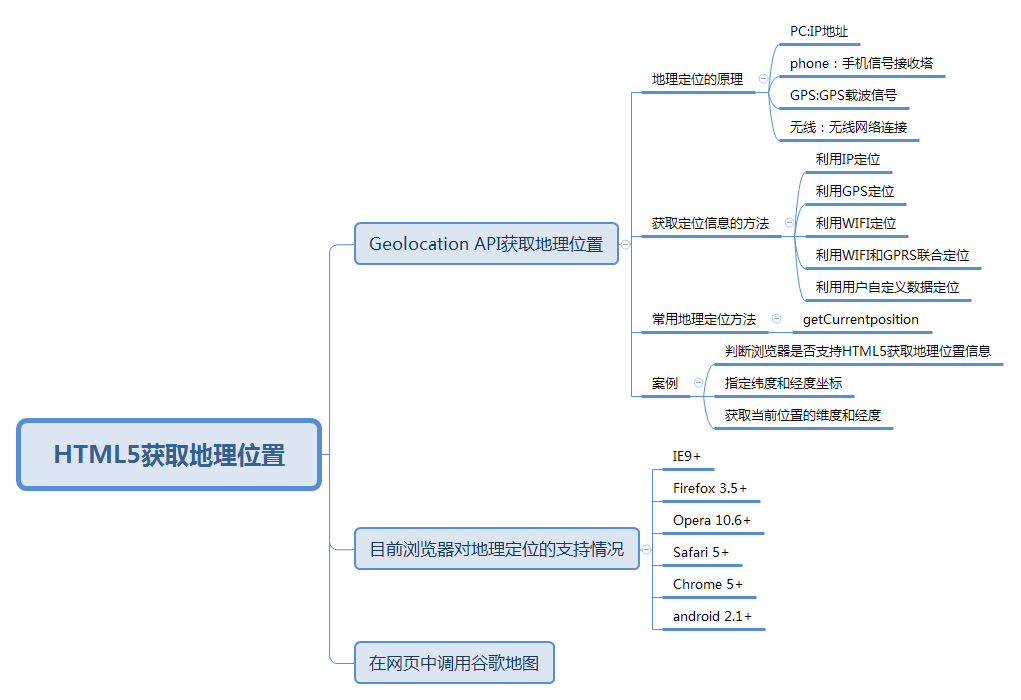 HTML5获取地理位置
Geolocation API获取地理位置
地理定位的原理
PC:IP地址
phone：手机信号接收塔
GPS:GPS载波信号
无线：无线网络连接
获取定位信息的方法
利用IP定位
利用GPS定位
利用WIFI定位
利用WIFI和GPRS联合定位
利用用户自定义数据定位
常用地理定位方法
getCurrentposition
案例
判断浏览器是否支持HTML5获取地理位置信息
指定纬度和经度坐标
获取当前位置的维度和经度
目前浏览器对地理定位的支持情况
IE9+
Firefox 3.5+
Opera 10.6+
Safari 5+
Chrome 5+
android 2.1+
在网页中调用谷歌地图